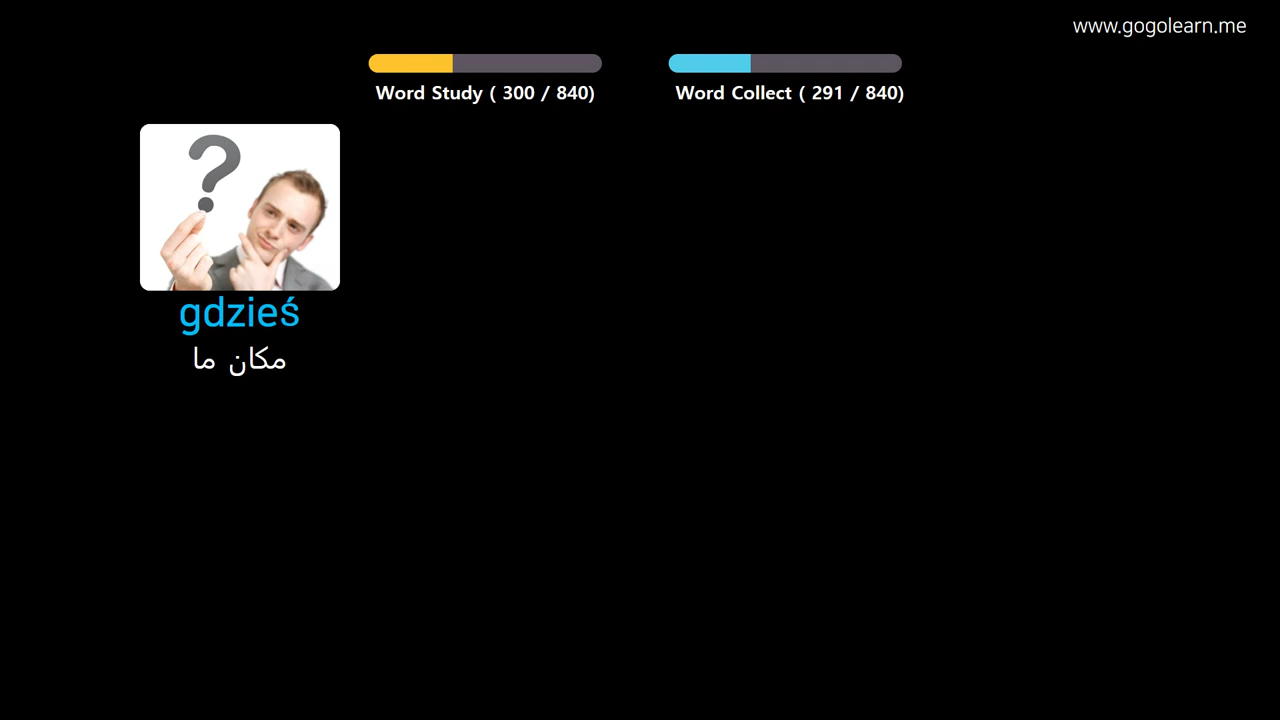 www.gogolearn.me
Word Study ( 300 / 840)
Word Collect ( 291 / 840)
gdzieś
مكان ما